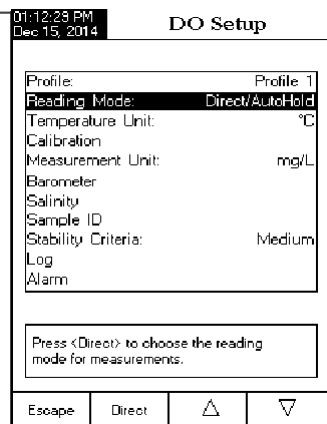 01:12:29 PM
Dec 15, 2014
DO Setup
Profile: Profile 1
Reading Mode: Direct/AutoHold
Temperature Unit: °C
Calibration
Measurement Unit: mg/L
Barometer
Salinity
Sample ID
Stability Criteria: Medium
Log
Alarm
Press <Direct> to choose the reading
mode for measurements.
Escape Direct △ ▽